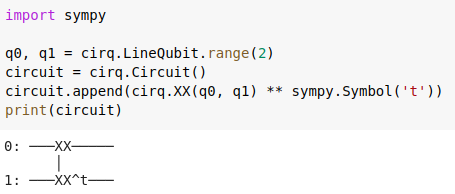 import sympy
q0, q1 = cirq.LineQubit.range(2)
circuit = cirq.Circuit()
circuit.append(cirq.XX(q0, q1) ** sympy.Symbol('t'))
print(circuit)
0: ───XX─────
      │
1: ───XX^t───